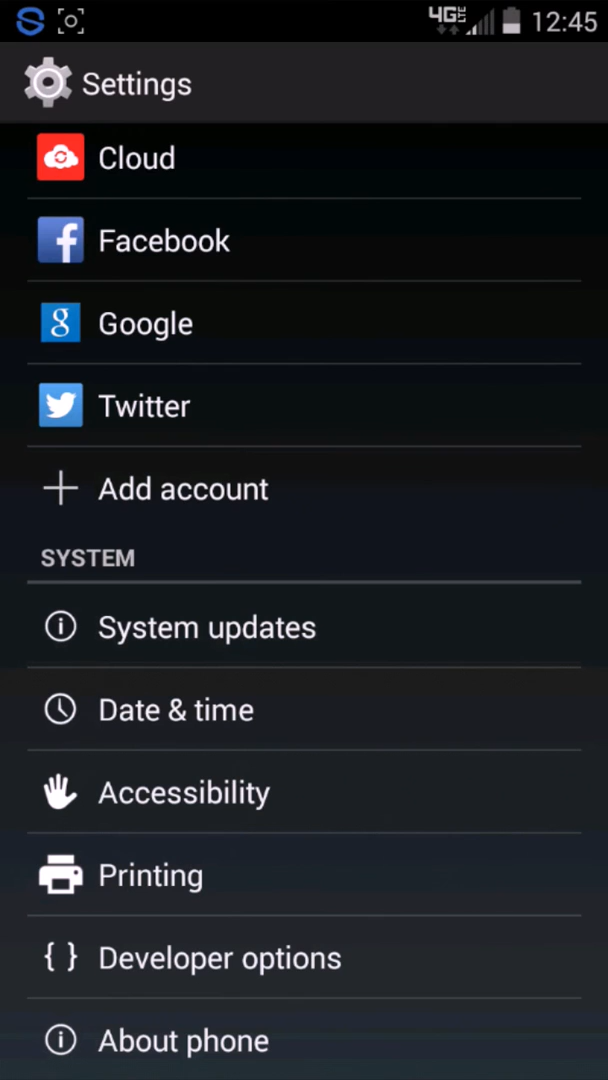 4G LTE 12:45
Settings
Cloud
Facebook
Google
Twitter
Add account
SYSTEM
System updates
Date & time
Accessibility
Printing
{ } Developer options
About phone